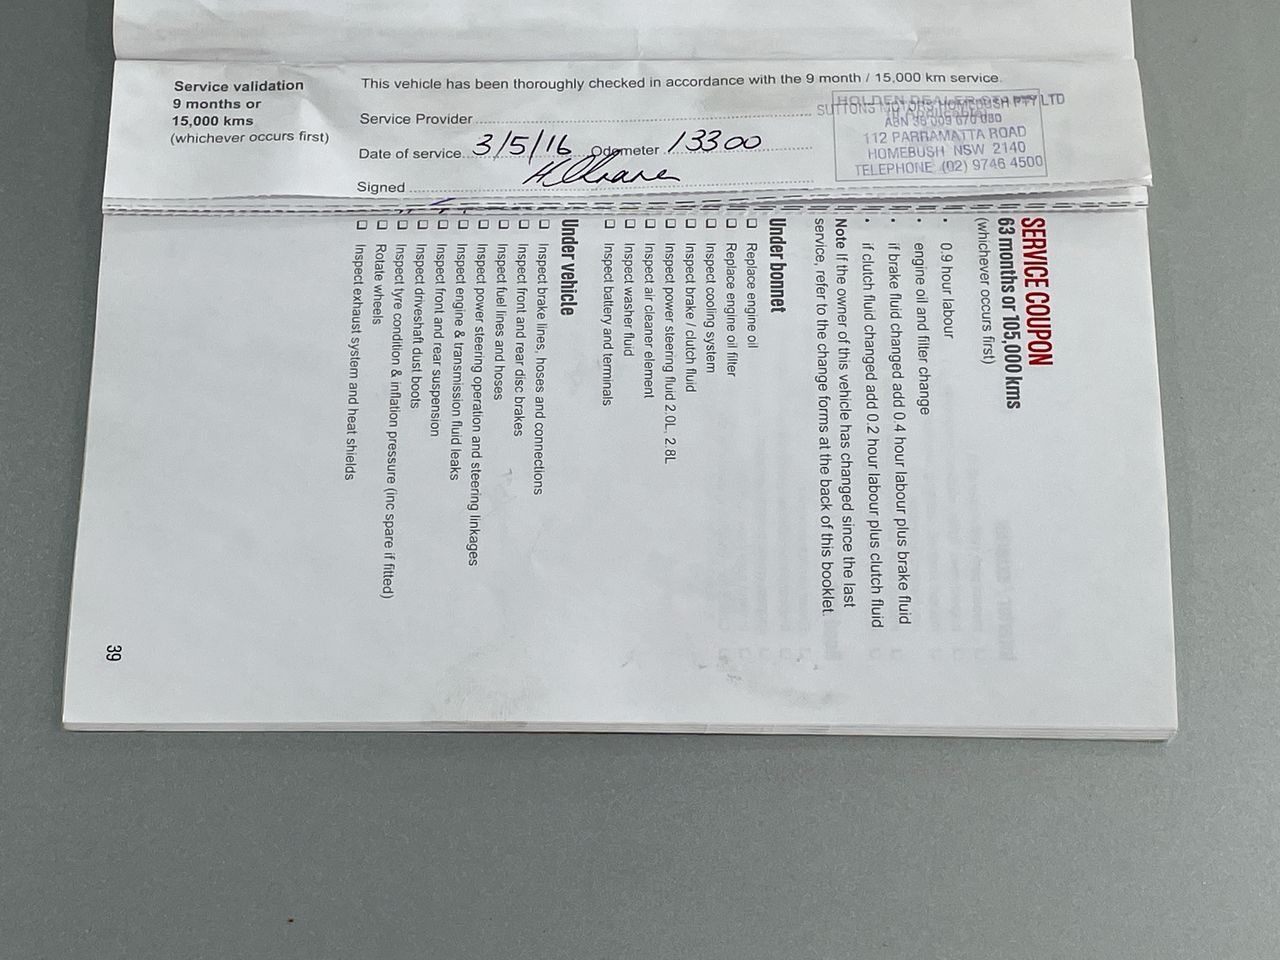 Service validation
9 months or
15,000 kms
(whichever occurs first)
This vehicle has been thoroughly checked in accordance with the 9 month / 15,000 km service.
Service Provider
Date of service 3/5/16 Odometer 13300
Signed
HOLDEN DEALER STAMP
SUTTONS MOTORS HOMEBUSH PTY LTD
ABN 38 009 670 080
112 PARRAMATTA ROAD
HOMEBUSH NSW 2140
TELEPHONE: (02) 9746 4500
SERVICE COUPON
63 months or 105,000 kms
(whichever occurs first)
• 0.9 hour labour
• engine oil and filter change
• if brake fluid changed add 0.4 hour labour plus brake fluid
• if clutch fluid changed add 0.2 hour labour plus clutch fluid
Note If the owner of this vehicle has changed since the last
service, refer to the change forms at the back of this booklet.
Under bonnet
❑ Replace engine oil
❑ Replace engine oil filter
❑ Inspect cooling system
❑ Inspect brake / clutch fluid
❑ Inspect power steering fluid 2.0L, 2.8L
❑ Inspect air cleaner element
❑ Inspect washer fluid
❑ Inspect battery and terminals
Under vehicle
❑ Inspect brake lines, hoses and connections
❑ Inspect front and rear disc brakes
❑ Inspect fuel lines and hoses
❑ Inspect power steering operation and steering linkages
❑ Inspect engine & transmission fluid leaks
❑ Inspect front and rear suspension
❑ Inspect driveshaft dust boots
❑ Inspect tyre condition & inflation pressure (inc spare if fitted)
❑ Rotate wheels
❑ Inspect exhaust system and heat shields
39